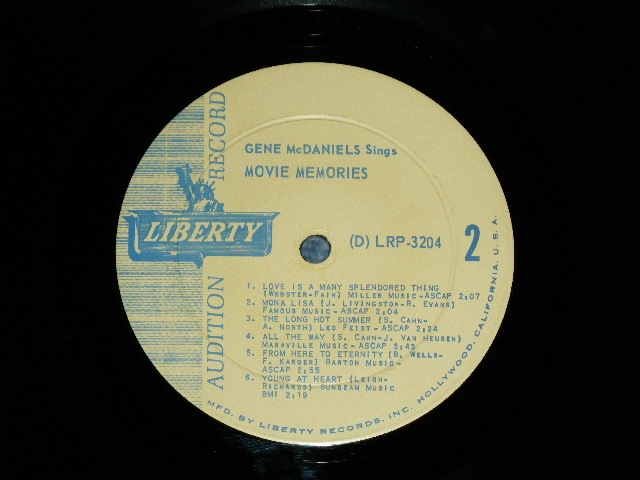 GENE McDANIELS Sings
MOVIE MEMORIES
AUDITION RECORD
LIBERTY
(D) LRP-3204
2
1. LOVE IS A MANY SPLENDORED THING
(WEBSTER-FAIN) MILLER MUSIC-ASCAP 2:07
2. MONA LISA (J. LIVINGSTON-R. EVANS)
FAMOUS MUSIC-ASCAP 2:04
3. THE LONG HOT SUMMER (S. CAHN-
A. NORTH) LEO FEIST-ASCAP 2:24
4. ALL THE WAY (S. CAHN-J. VAN HEUSEN)
MARAVILLE MUSIC-ASCAP 3:43
5. FROM HERE TO ETERNITY (B. WELLS-
F. KARGER) BARTON MUSIC-
ASCAP 2:55
6. YOUNG AT HEART (LEIGH-
RICHARDS) SUNBEAM MUSIC
BMI 2:19
MFD. BY LIBERTY RECORDS, INC. HOLLYWOOD, CALIFORNIA, U.S.A.